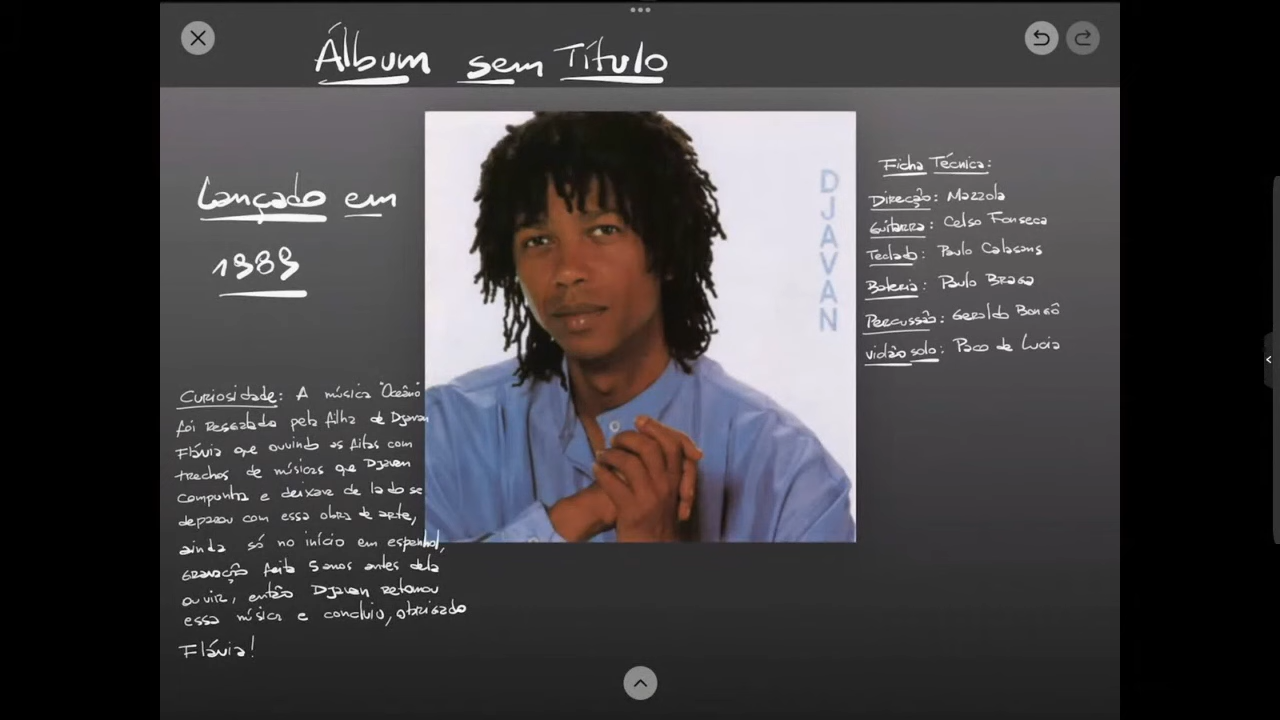 Álbum sem Título
Lançado em
1989
DJAVAN
Ficha Técnica:
Direcção: Mazzola
Guitarra: Celso Fonseca
Teclado: Paulo Calasans
Bateria: Paulo Braga
Percussão: Geraldo Bongô
violão solo: Paco de Lucia
Curiosidade: A música "Oceano"
foi resgatada pela filha de Djavan
Flávia que ouvindo as fitas com
trechos de músicas que Djavan
compunha e deixava de lado se
deparou com essa obra de arte,
ainda só no início em espanhol,
gravação feita 5 anos antes dela
ouvir, então Djavan retomou
essa música e concluio, obrigado
Flávia!